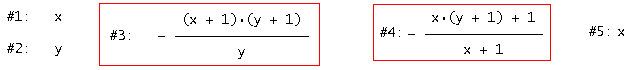 #1: x
#2: y
#3: - (x + 1)·(y + 1) / y
#4: - x·(y + 1) + 1 / x + 1
#5: x